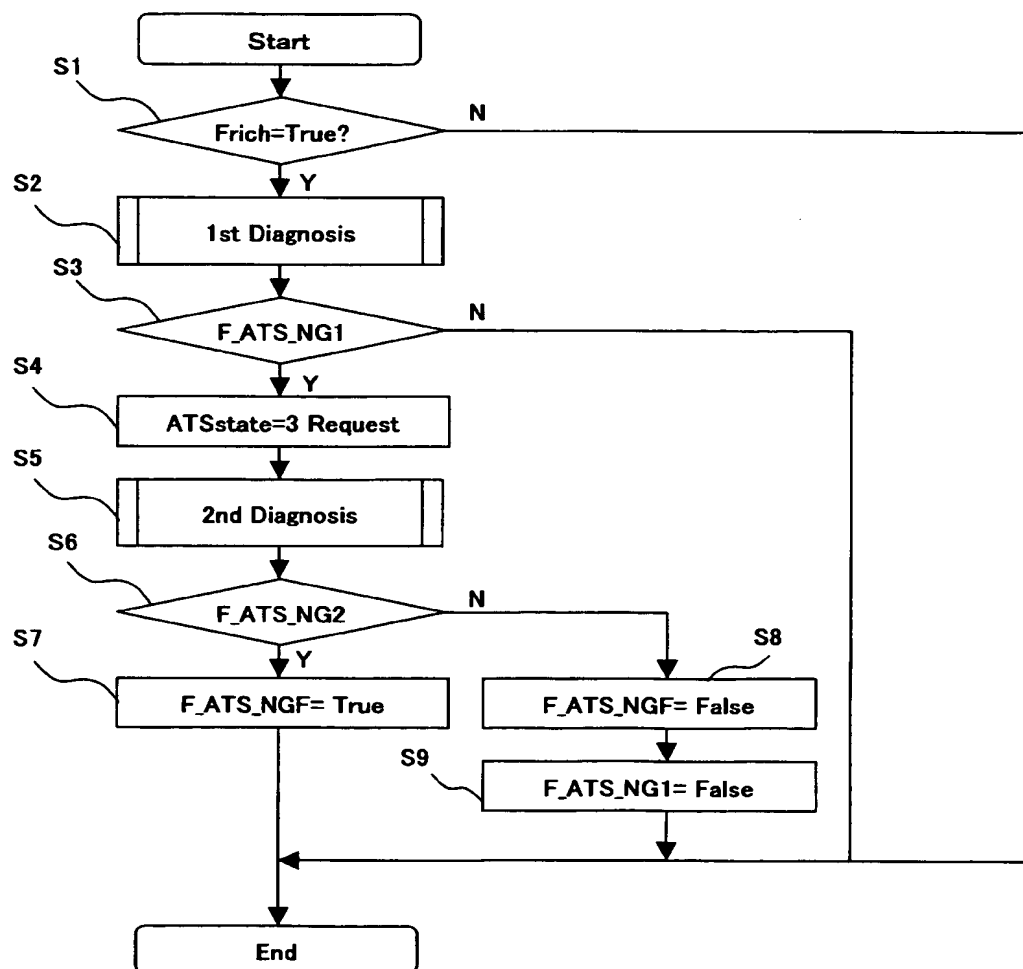 Start
S1
Frich=True?
N
Y
S2
1st Diagnosis
S3
F_ATS_NG1
N
Y
S4
ATSstate=3 Request
S5
2nd Diagnosis
S6
F_ATS_NG2
N
Y
S7
F_ATS_NGF= True
S8
F_ATS_NGF= False
S9
F_ATS_NG1= False
End